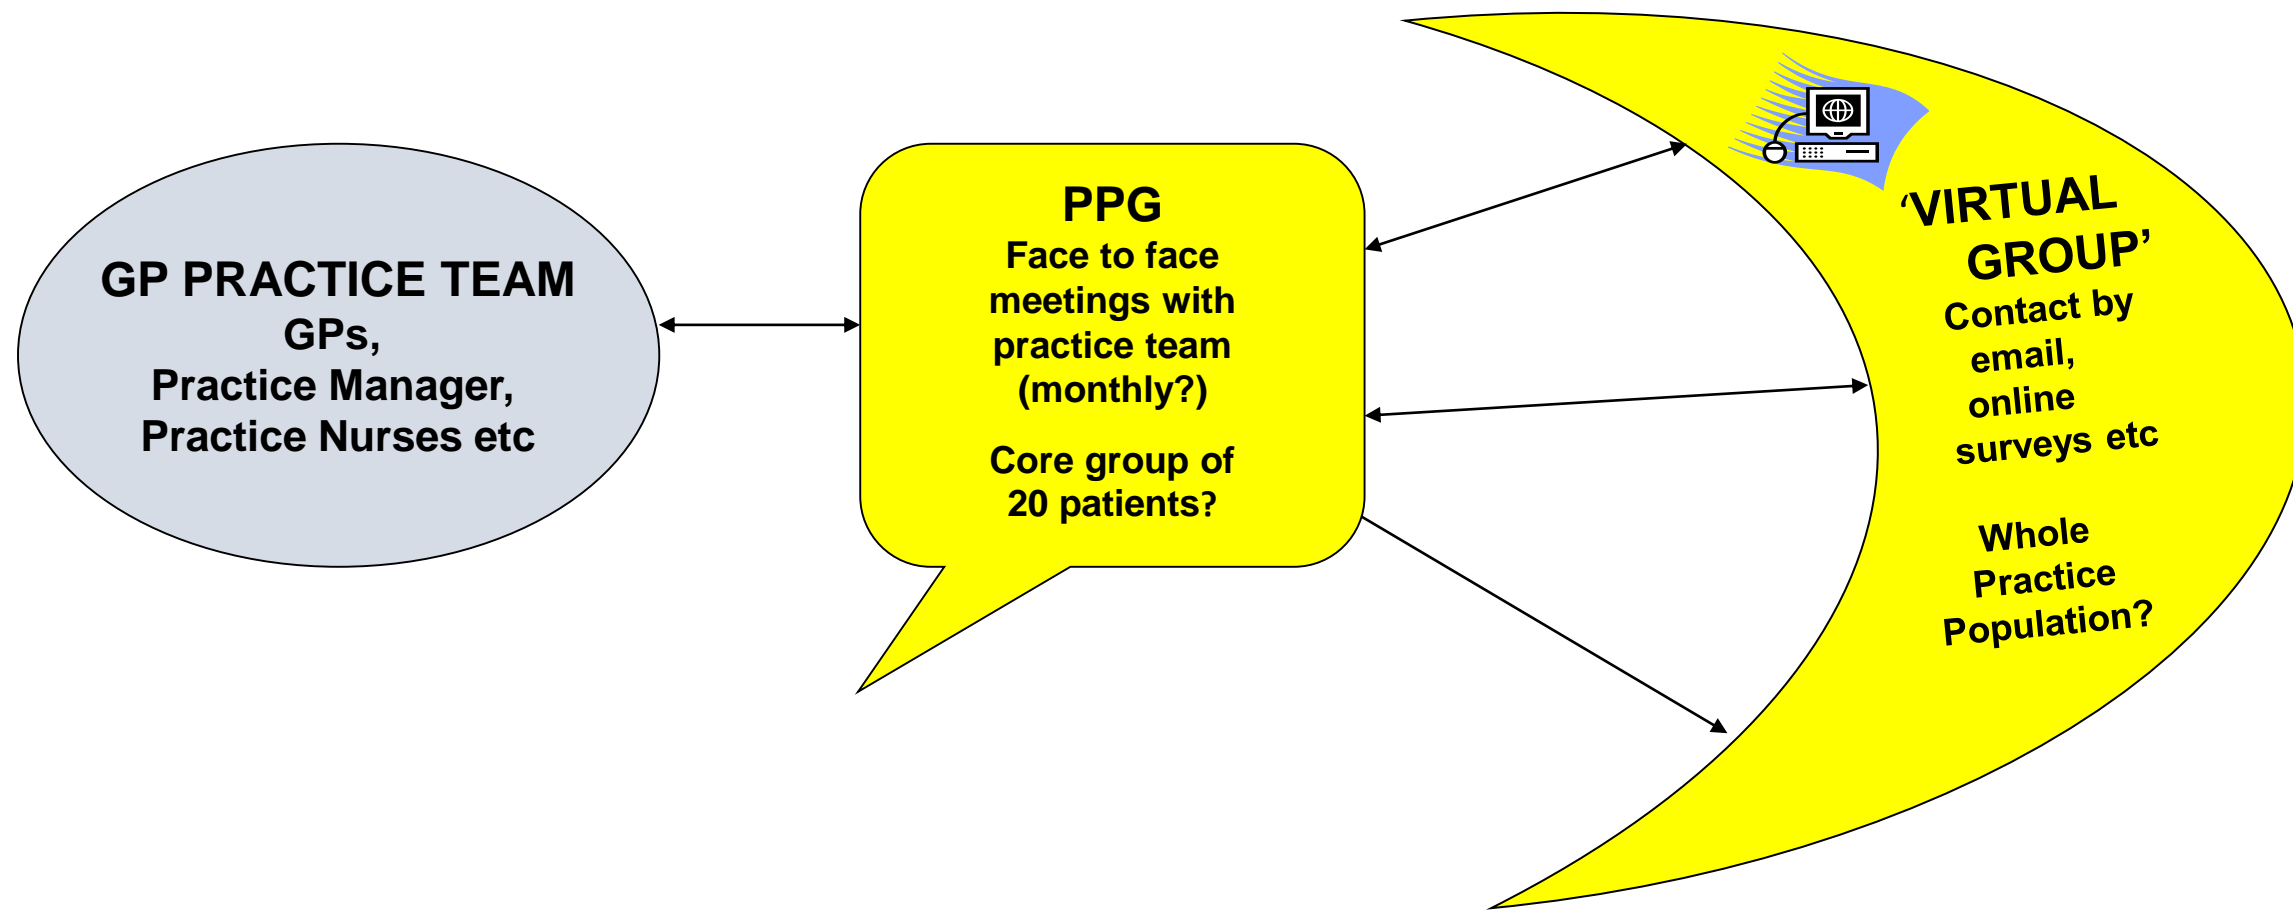 GP PRACTICE TEAM
GPs,
Practice Manager,
Practice Nurses etc
PPG
Face to face
meetings with
practice team
(monthly?)
Core group of
20 patients?
‘VIRTUAL
GROUP’
Contact by
email,
online
surveys etc
Whole
Practice
Population?